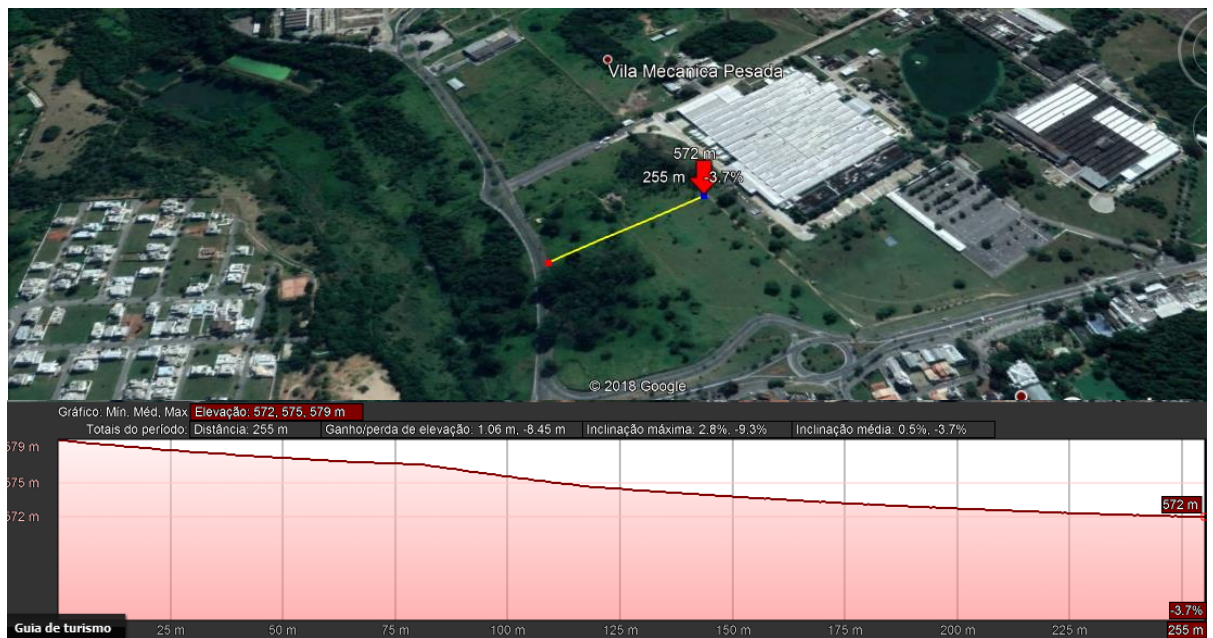 Vila Mecanica Pesada
572 m
255 m -3.7%
© 2018 Google
Gráfico: Mín, Méd, Max Elevação: 572, 575, 579 m
Totais do período: Distância: 255 m Ganho/perda de elevação: 1.06 m, -8.45 m Inclinação máxima: 2.8%, -9.3% Inclinação média: 0.5%, -3.7%
579 m
575 m
572 m
572 m
-3.7%
Guia de turismo 25 m 50 m 75 m 100 m 125 m 150 m 175 m 200 m 225 m 255 m